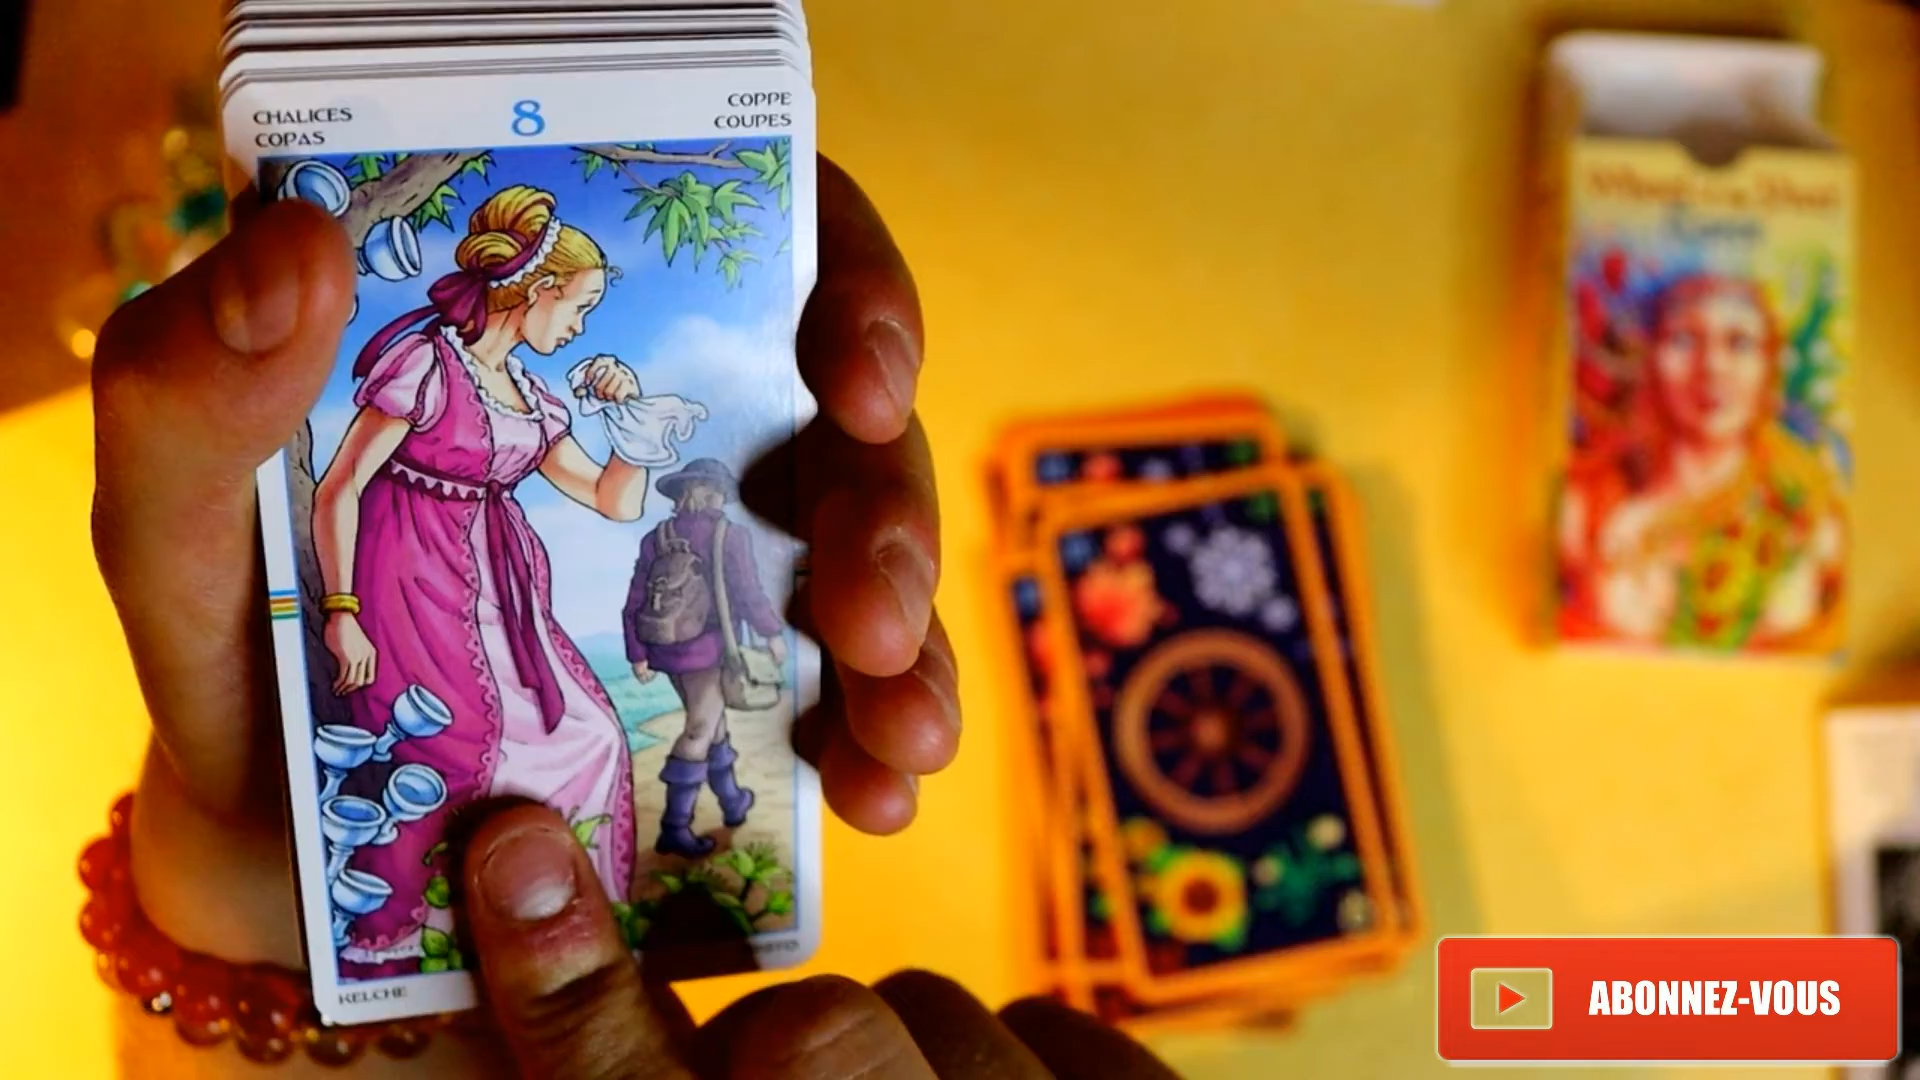 CHALICES
COPAS
8
COPPE
COUPES
KELCHE
ABONNEZ-VOUS